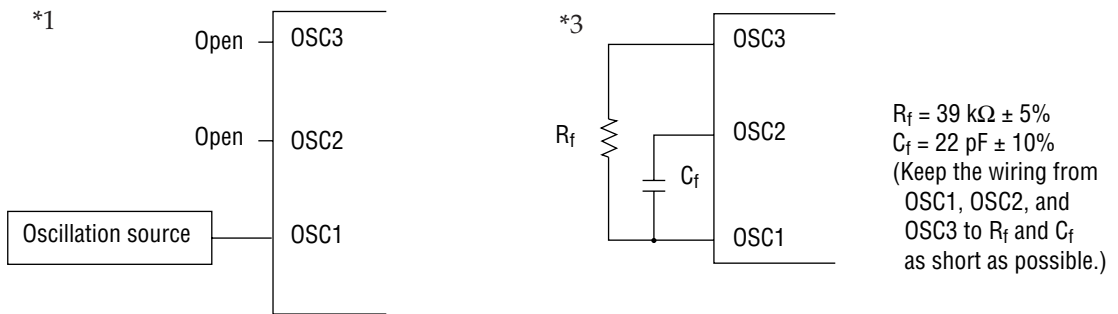 *1
Open OSC3
Open OSC2
Oscillation source OSC1
*3
OSC3
Rf OSC2
Cf
OSC1
Rf = 39 kΩ ± 5%
Cf = 22 pF ± 10%
(Keep the wiring from
OSC1, OSC2, and
OSC3 to Rf and Cf
as short as possible.)